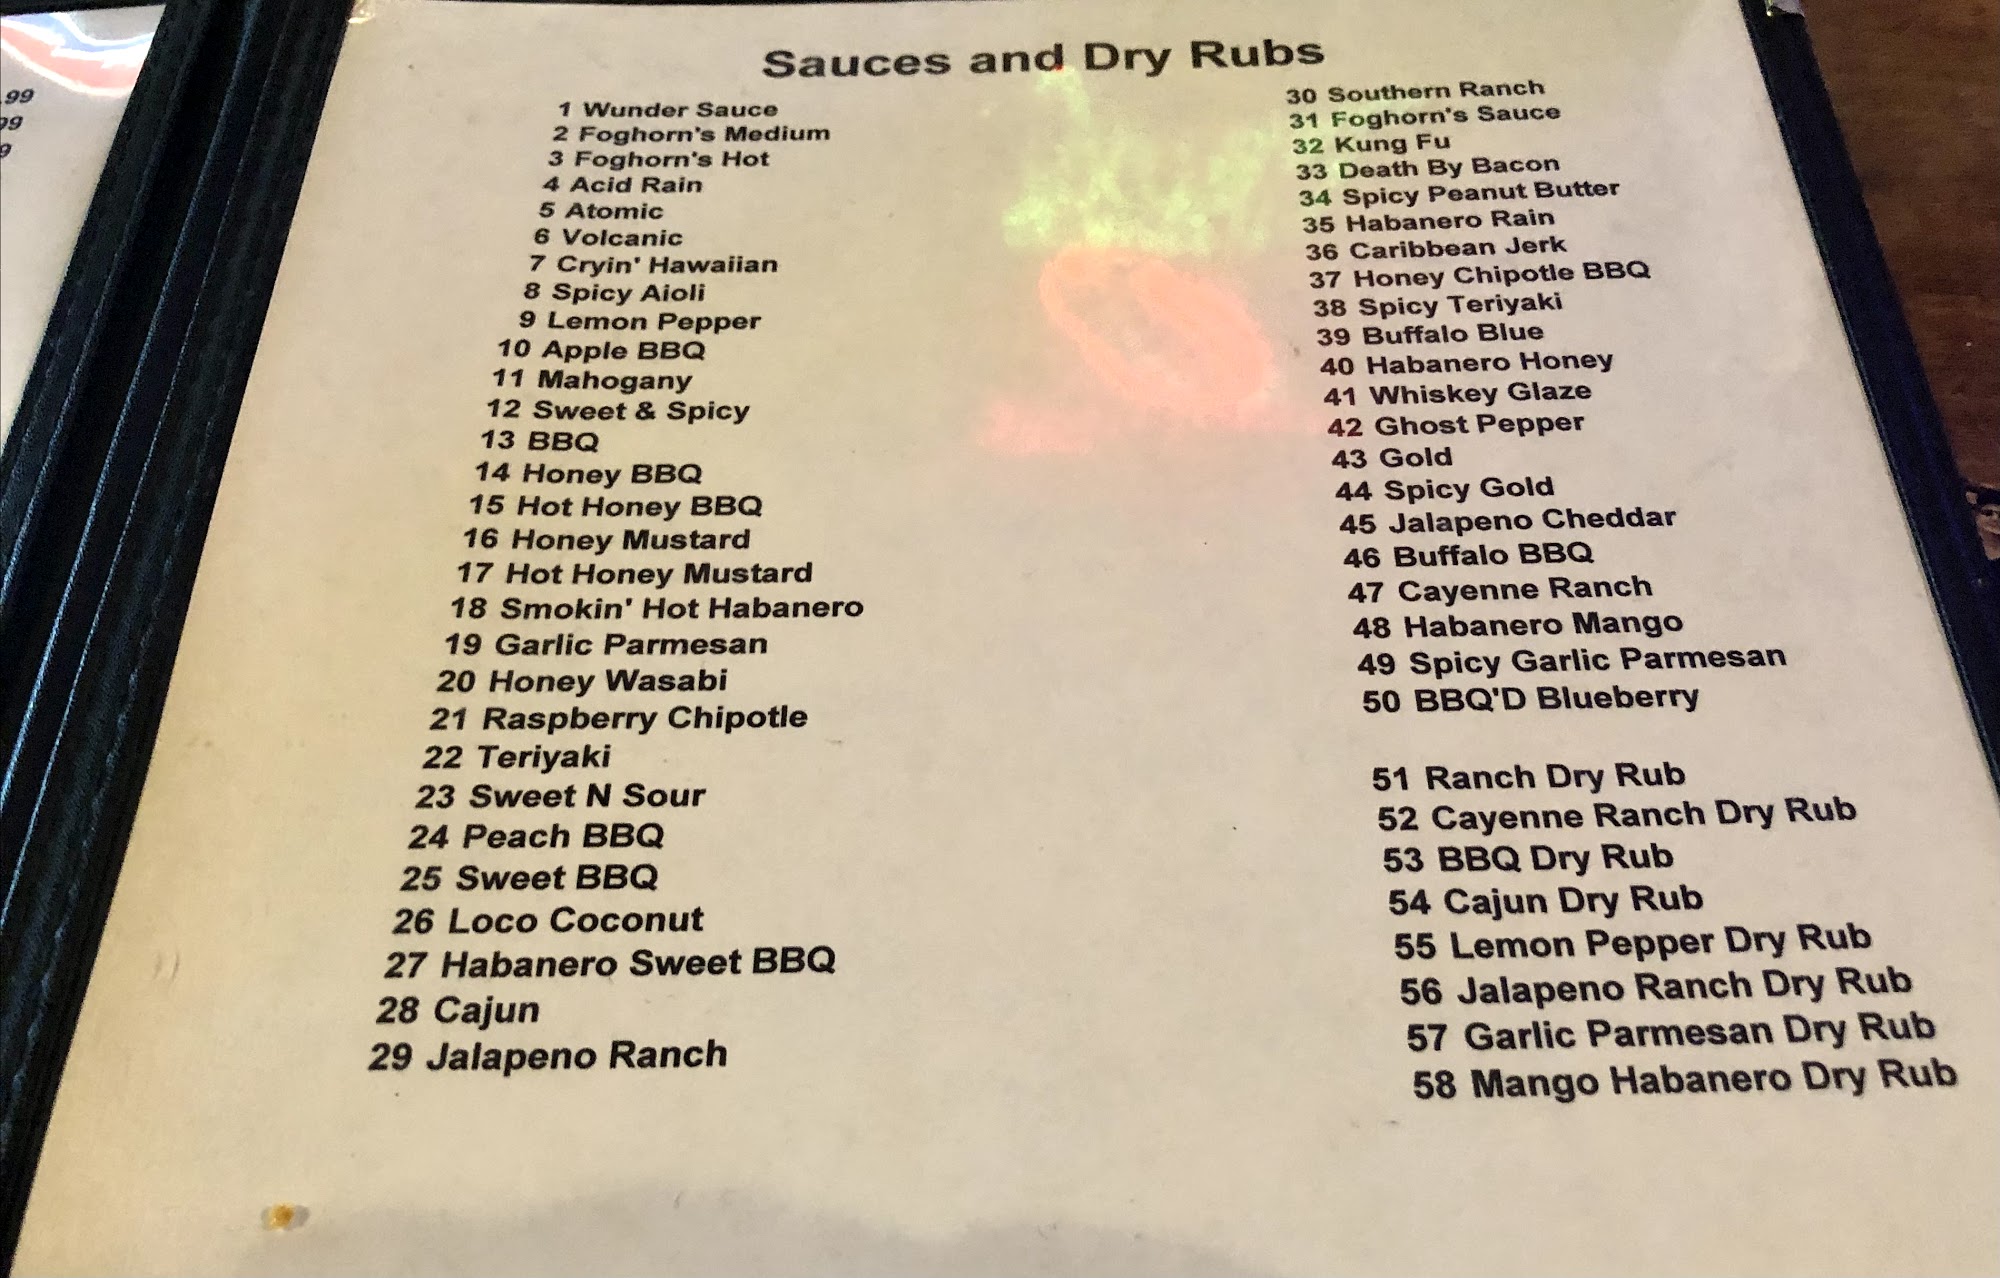 .99
99
9
Sauces and Dry Rubs
1 Wunder Sauce
2 Foghorn's Medium
3 Foghorn's Hot
4 Acid Rain
5 Atomic
6 Volcanic
7 Cryin' Hawaiian
8 Spicy Aioli
9 Lemon Pepper
10 Apple BBQ
11 Mahogany
12 Sweet & Spicy
13 BBQ
14 Honey BBQ
15 Hot Honey BBQ
16 Honey Mustard
17 Hot Honey Mustard
18 Smokin' Hot Habanero
19 Garlic Parmesan
20 Honey Wasabi
21 Raspberry Chipotle
22 Teriyaki
23 Sweet N Sour
24 Peach BBQ
25 Sweet BBQ
26 Loco Coconut
27 Habanero Sweet BBQ
28 Cajun
29 Jalapeno Ranch
30 Southern Ranch
31 Foghorn's Sauce
32 Kung Fu
33 Death By Bacon
34 Spicy Peanut Butter
35 Habanero Rain
36 Caribbean Jerk
37 Honey Chipotle BBQ
38 Spicy Teriyaki
39 Buffalo Blue
40 Habanero Honey
41 Whiskey Glaze
42 Ghost Pepper
43 Gold
44 Spicy Gold
45 Jalapeno Cheddar
46 Buffalo BBQ
47 Cayenne Ranch
48 Habanero Mango
49 Spicy Garlic Parmesan
50 BBQ'D Blueberry
51 Ranch Dry Rub
52 Cayenne Ranch Dry Rub
53 BBQ Dry Rub
54 Cajun Dry Rub
55 Lemon Pepper Dry Rub
56 Jalapeno Ranch Dry Rub
57 Garlic Parmesan Dry Rub
58 Mango Habanero Dry Rub